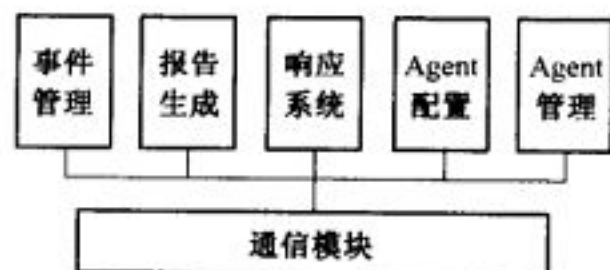 事件
管理
报告
生成
响应
系统
Agent
配置
Agent
管理
通信模块